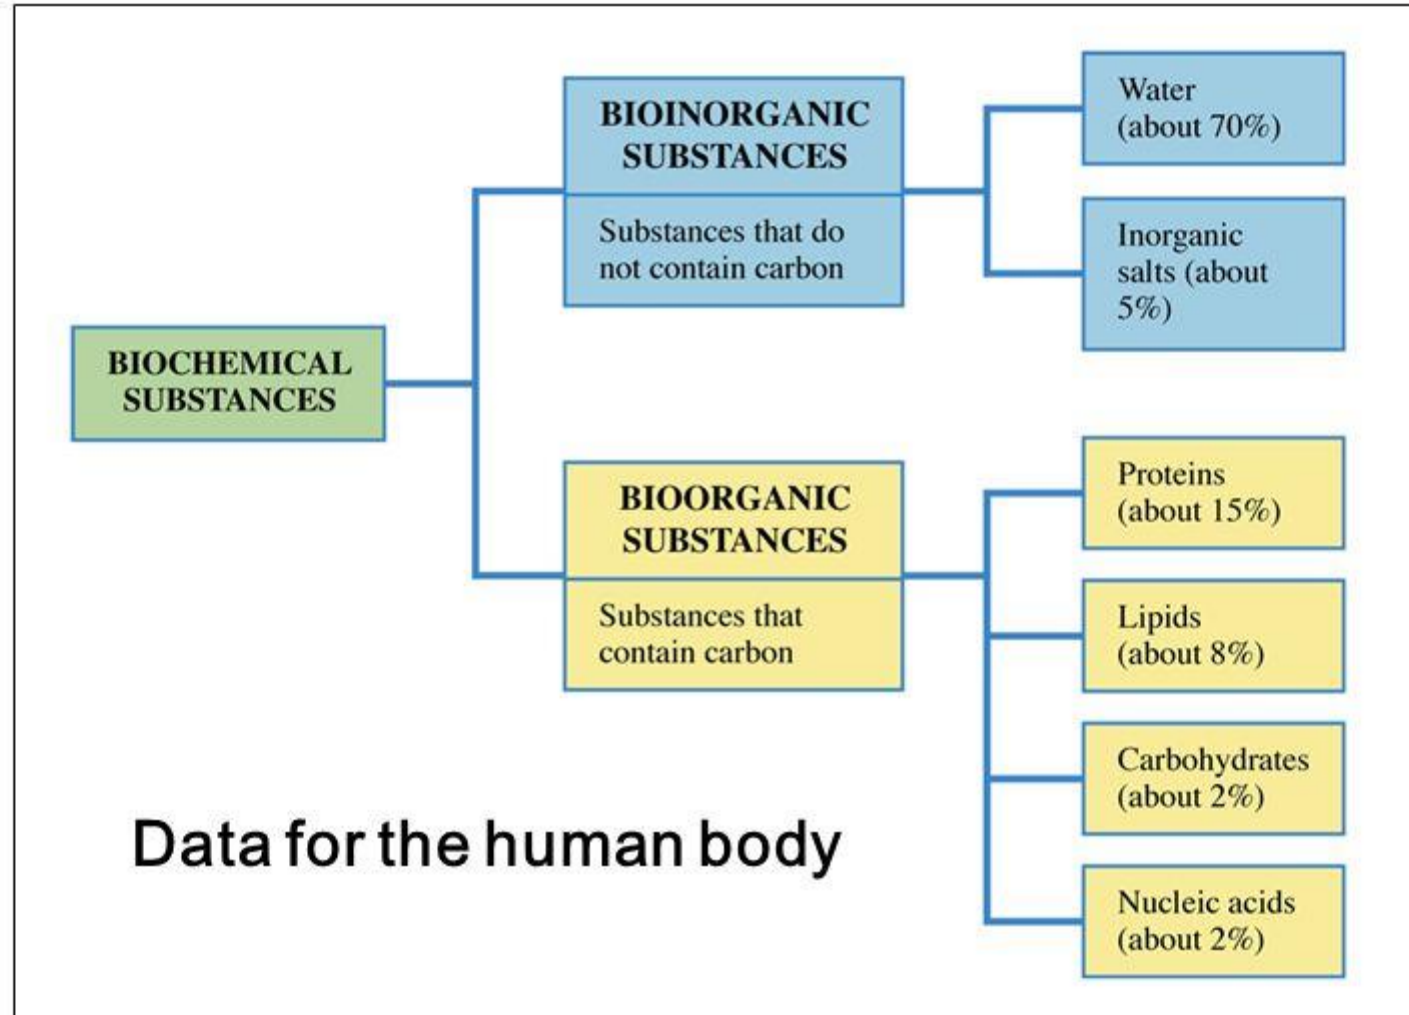 BIOCHEMICAL
SUBSTANCES
BIOINORGANIC
SUBSTANCES
Substances that do
not contain carbon
Water
(about 70%)
Inorganic
salts (about
5%)
BIOORGANIC
SUBSTANCES
Substances that
contain carbon
Proteins
(about 15%)
Lipids
(about 8%)
Carbohydrates
(about 2%)
Nucleic acids
(about 2%)
Data for the human body